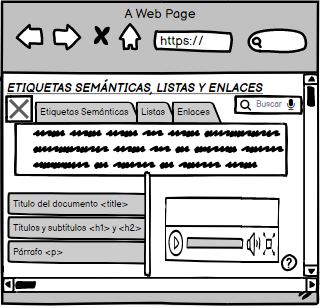 A Web Page
https://
ETIQUETAS SEMÁNTICAS, LISTAS Y ENLACES
Etiquetas Semánticas
Listas
Enlaces
Buscar
Título del documento <title>
Títulos y subtítulos <h1> y <h2>
Párrafo <p>
?